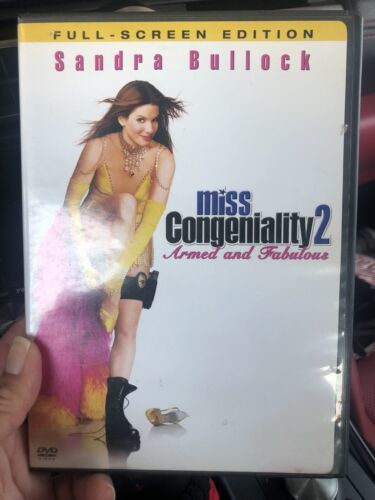 FULL-SCREEN EDITION
Sandra Bullock
miss
Congeniality 2
Armed and Fabulous
DVD